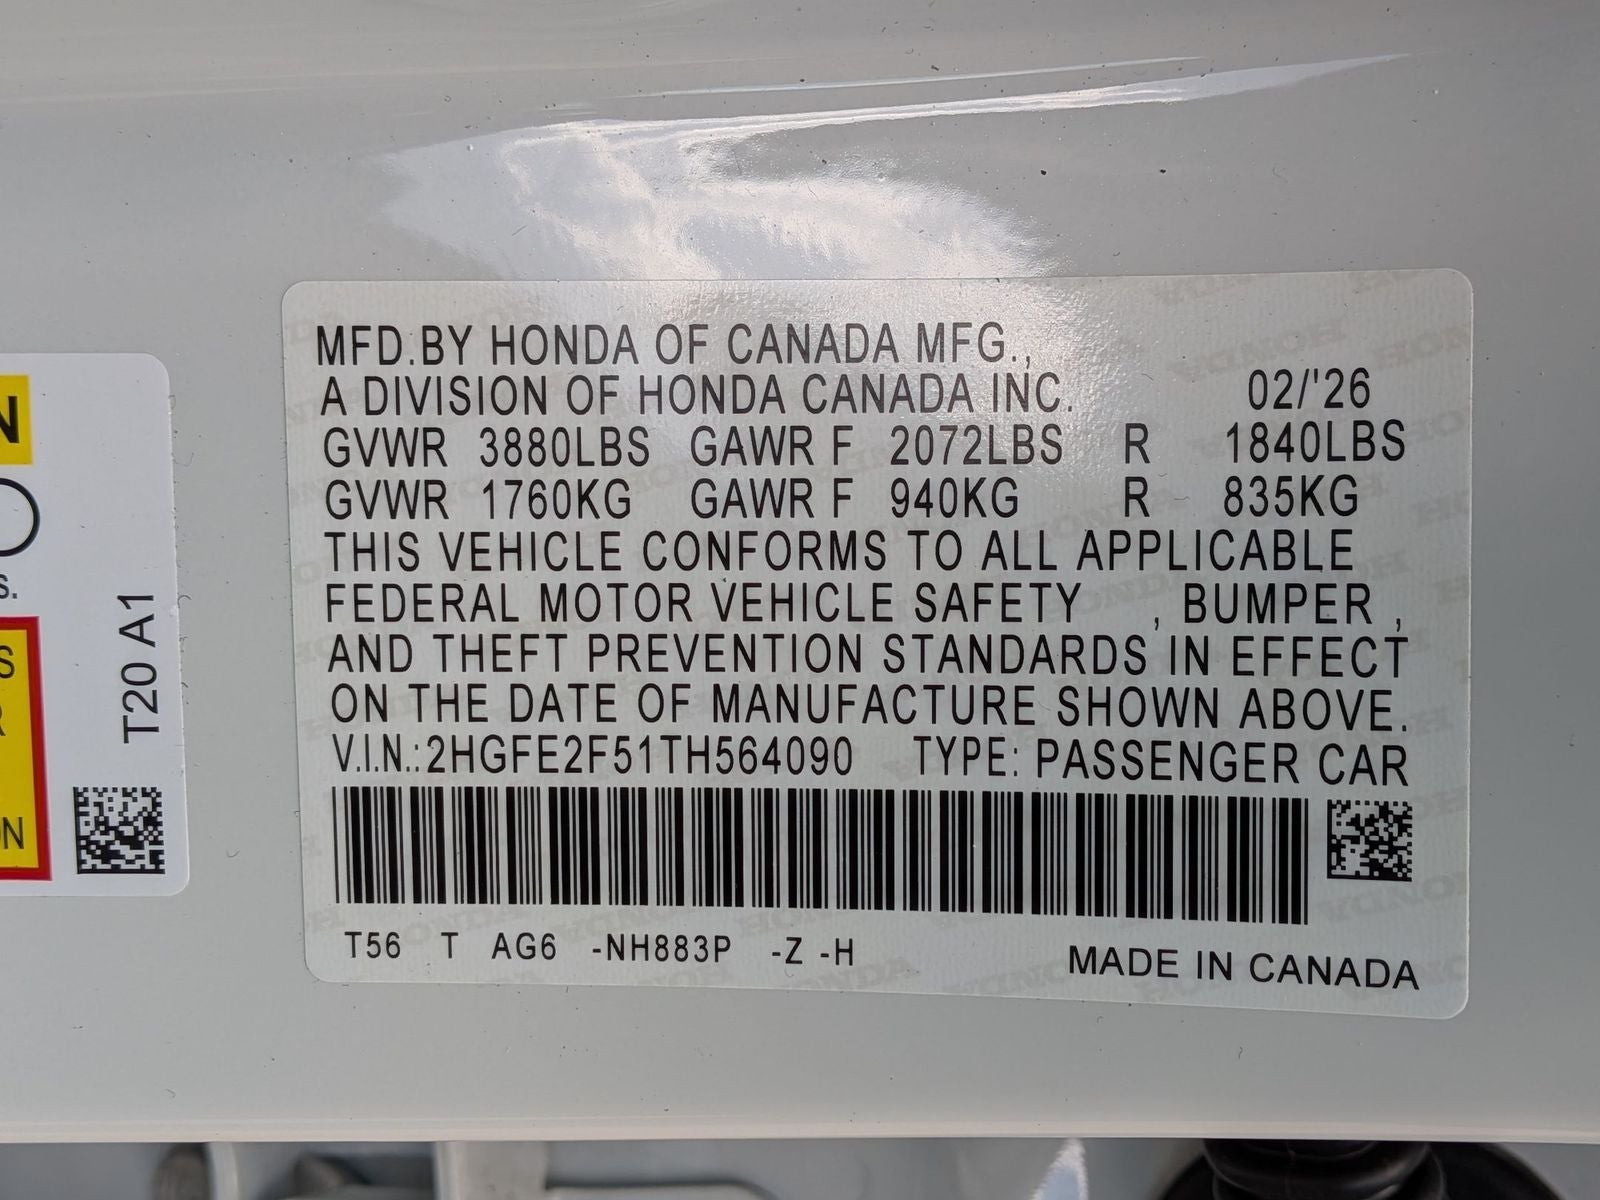 MFD.BY HONDA OF CANADA MFG.,
A DIVISION OF HONDA CANADA INC. 02/'26
GVWR 3880LBS GAWR F 2072LBS R 1840LBS
GVWR 1760KG GAWR F 940KG R 835KG
THIS VEHICLE CONFORMS TO ALL APPLICABLE
FEDERAL MOTOR VEHICLE SAFETY , BUMPER ,
AND THEFT PREVENTION STANDARDS IN EFFECT
ON THE DATE OF MANUFACTURE SHOWN ABOVE.
V.I.N.:2HGFE2F51TH564090 TYPE: PASSENGER CAR
T56 T AG6 -NH883P -Z -H MADE IN CANADA
T20 A1